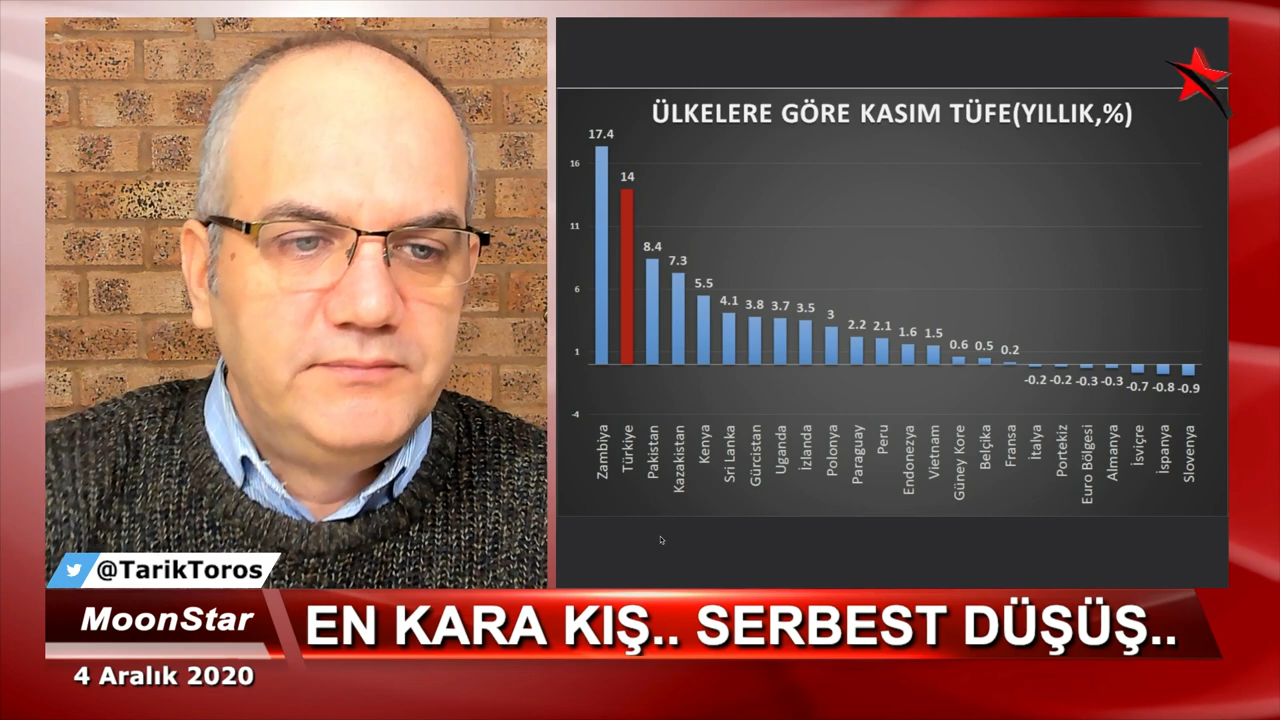 ÜLKELERE GÖRE KASIM TÜFE(YILLIK,%)
17.4
14
8.4
7.3
5.5
4.1
3.8
3.7
3.5
3
2.2
2.1
1.6
1.5
0.6
0.5
0.2
-0.2
-0.2
-0.3
-0.3
-0.7
-0.8
-0.9
16
11
6
1
-4
Zambiya
Türkiye
Pakistan
Kazakistan
Kenya
Sri Lanka
Gürcistan
Uganda
İzlanda
Polonya
Paraguay
Peru
Endonezya
Vietnam
Güney Kore
Belçika
Fransa
İtalya
Portekiz
Euro Bölgesi
Almanya
İsviçre
İspanya
Slovenya
@TarikToros
MoonStar
EN KARA KIŞ.. SERBEST DÜŞÜŞ..
4 Aralık 2020